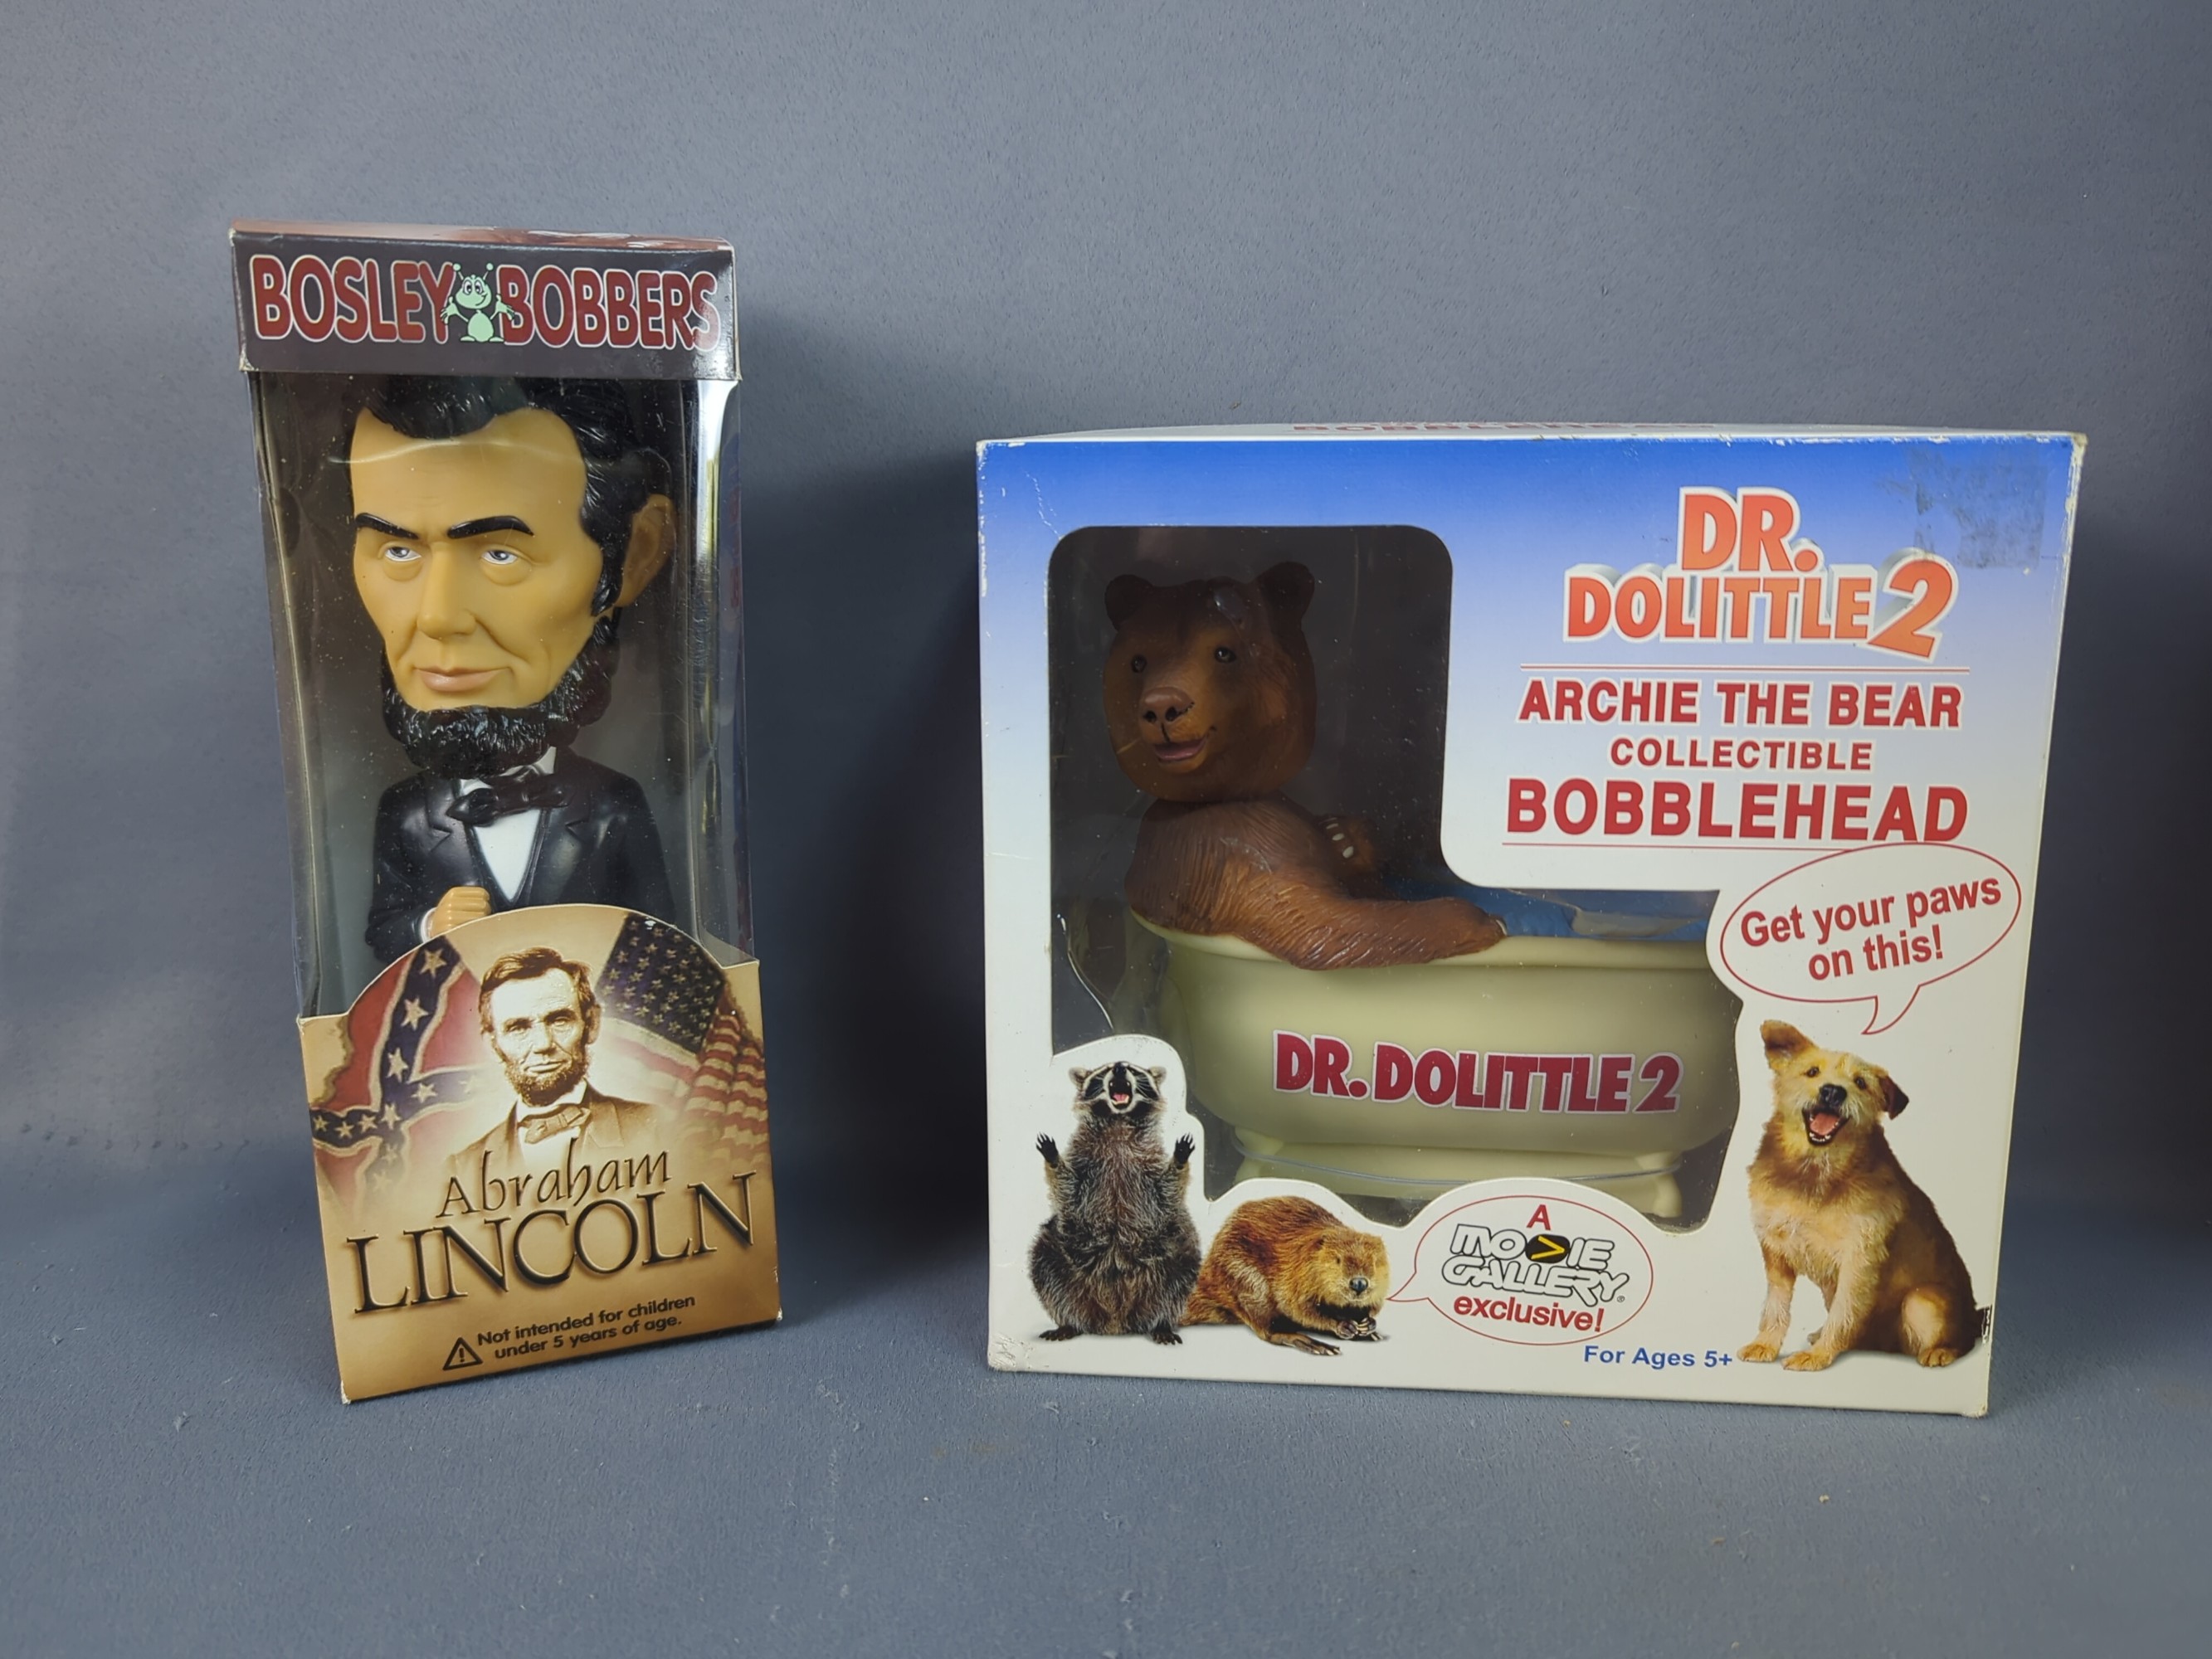 BOSLEY BOBBERS
Abraham
LINCOLN
Not intended for children
under 5 years of age.
BOBBLEHEAD
DR.
DOLITTLE 2
ARCHIE THE BEAR
COLLECTIBLE
BOBBLEHEAD
Get your paws
on this!
DR. DOLITTLE 2
A
MOVIE
GALLERY®
exclusive!
For Ages 5+